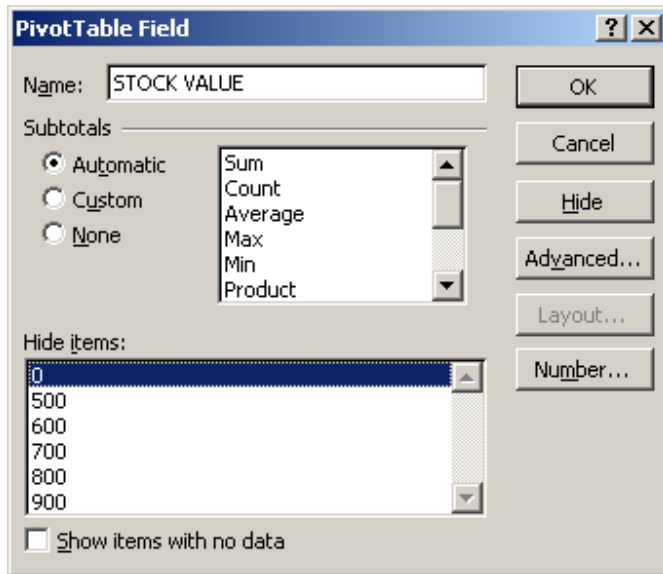 PivotTable Field
Name: STOCK VALUE
OK
Subtotals
Cancel
Automatic
Custom
None
Sum
Count
Average
Max
Min
Product
Hide
Advanced...
Layout...
Number...
Hide items:
0
500
600
700
800
900
Show items with no data